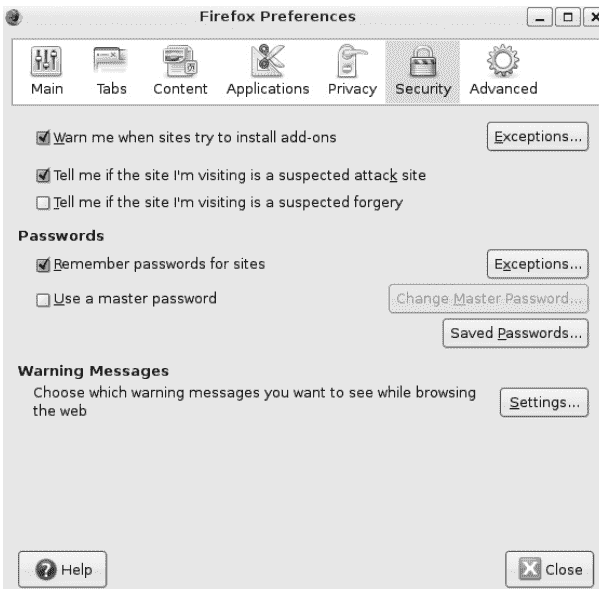 Firefox Preferences
Main Tabs Content Applications Privacy Security Advanced
Warn me when sites try to install add-ons Exceptions...
Tell me if the site I'm visiting is a suspected attack site
Tell me if the site I'm visiting is a suspected forgery
Passwords
Remember passwords for sites Exceptions...
Use a master password Change Master Password...
Saved Passwords...
Warning Messages
Choose which warning messages you want to see while browsing
the web Settings...
Help Close